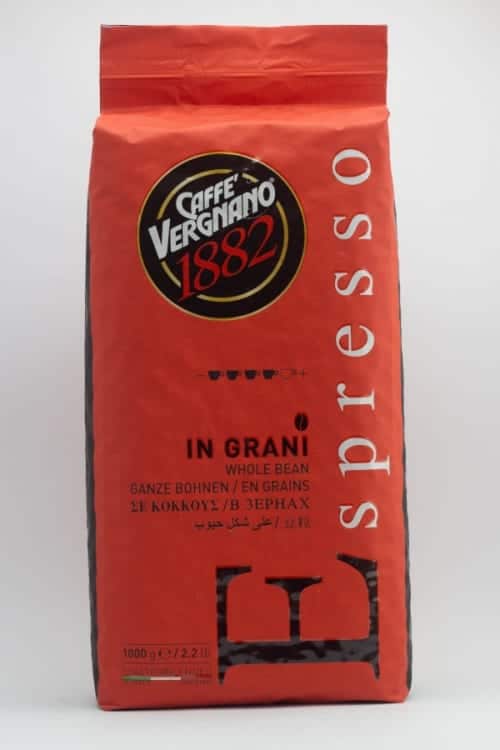 CAFFÈ
VERGNANO®
1882
Espresso
IN GRANI
WHOLE BEAN
GANZE BOHNEN / EN GRAINS
ΣΕ ΚΟΚΚΟΥΣ / В ЗЕРНАХ
على شكل حبوب /
1000 g ℮ / 2.2 lb